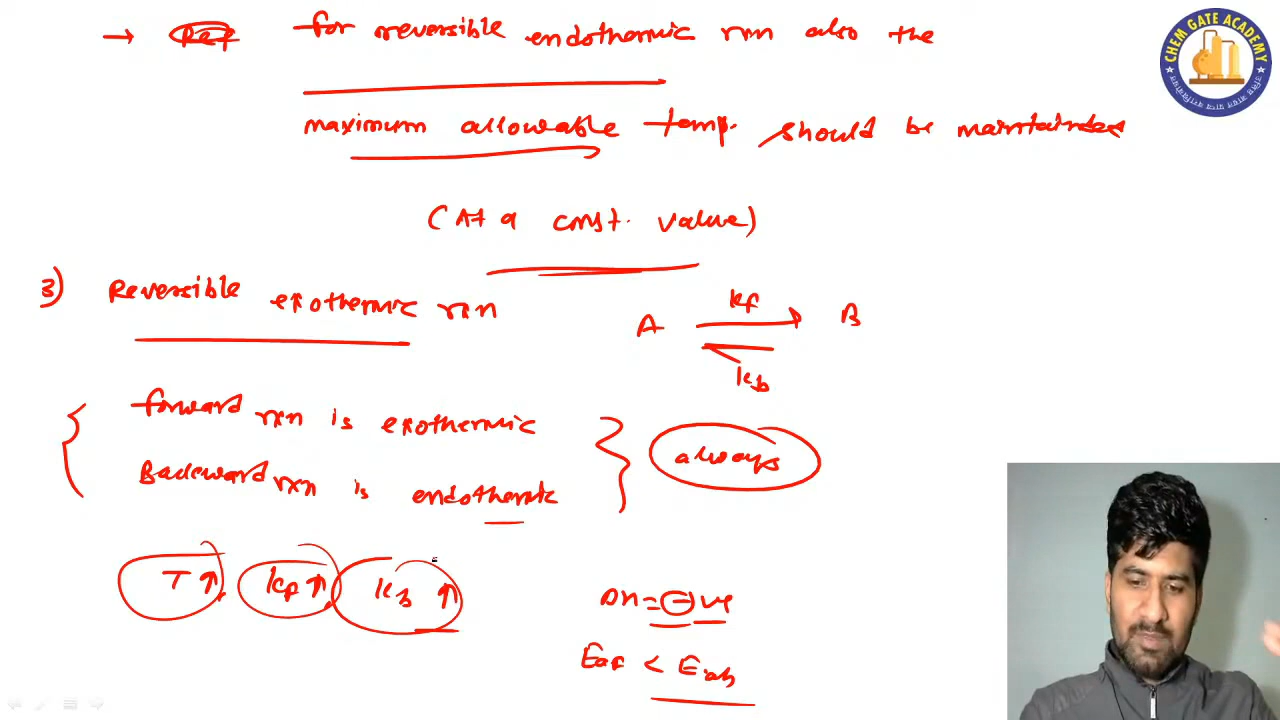 → for reversible endothermic rxn also the
maximum allowable temp. should be maintained
(At a const. value)
3) Reversible exothermic rxn
A kf B
kb
forward rxn is exothermic
Backward rxn is endothermic
always
T↑, kf↑, kb ↑
ΔH = ⊖ve
Eaf < Eab
CHEM GATE ACADEMY